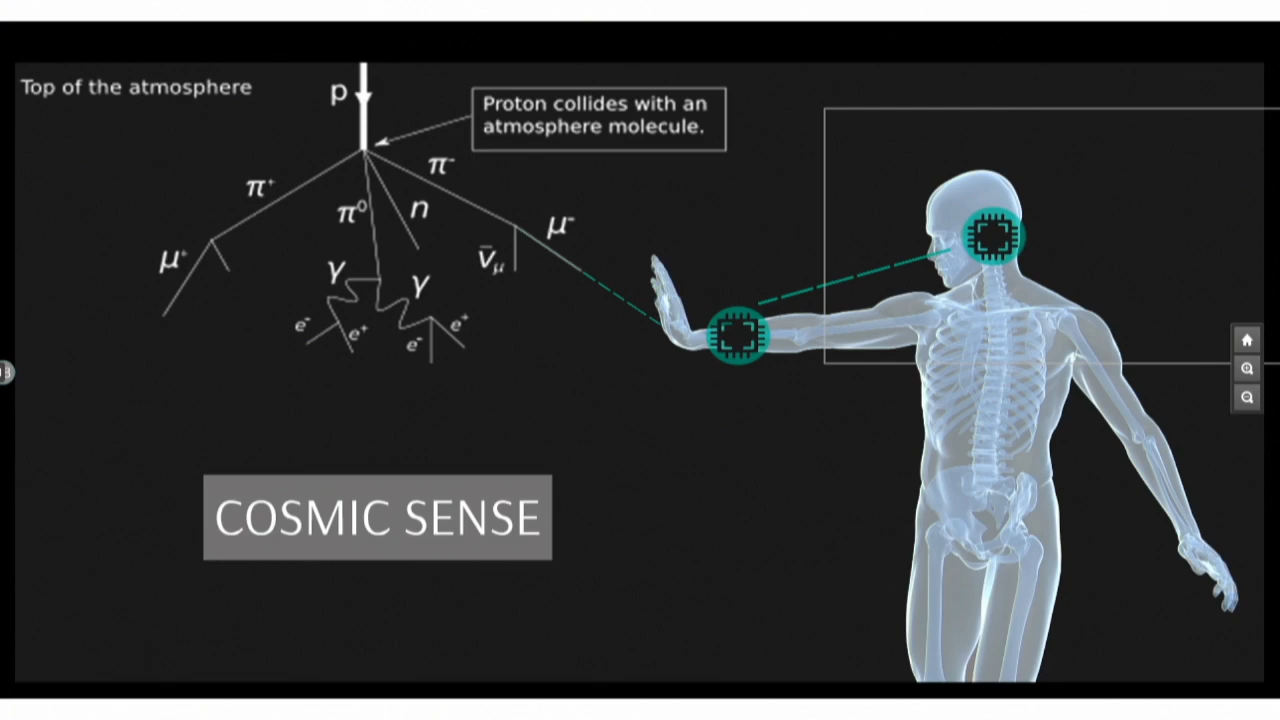 Top of the atmosphere
p
Proton collides with an
atmosphere molecule.
π⁺
π⁰
n
π⁻
μ⁺
γ
γ
ν̄μ
μ⁻
e⁻
e⁺
e⁻
e⁺
COSMIC SENSE